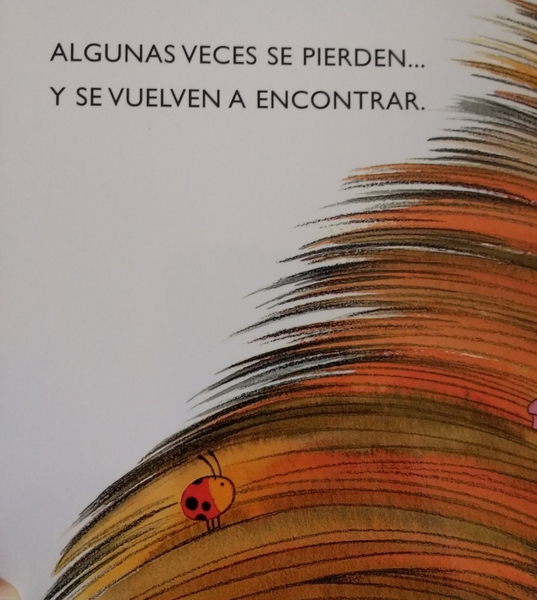 ALGUNAS VECES SE PIERDEN...
Y SE VUELVEN A ENCONTRAR.